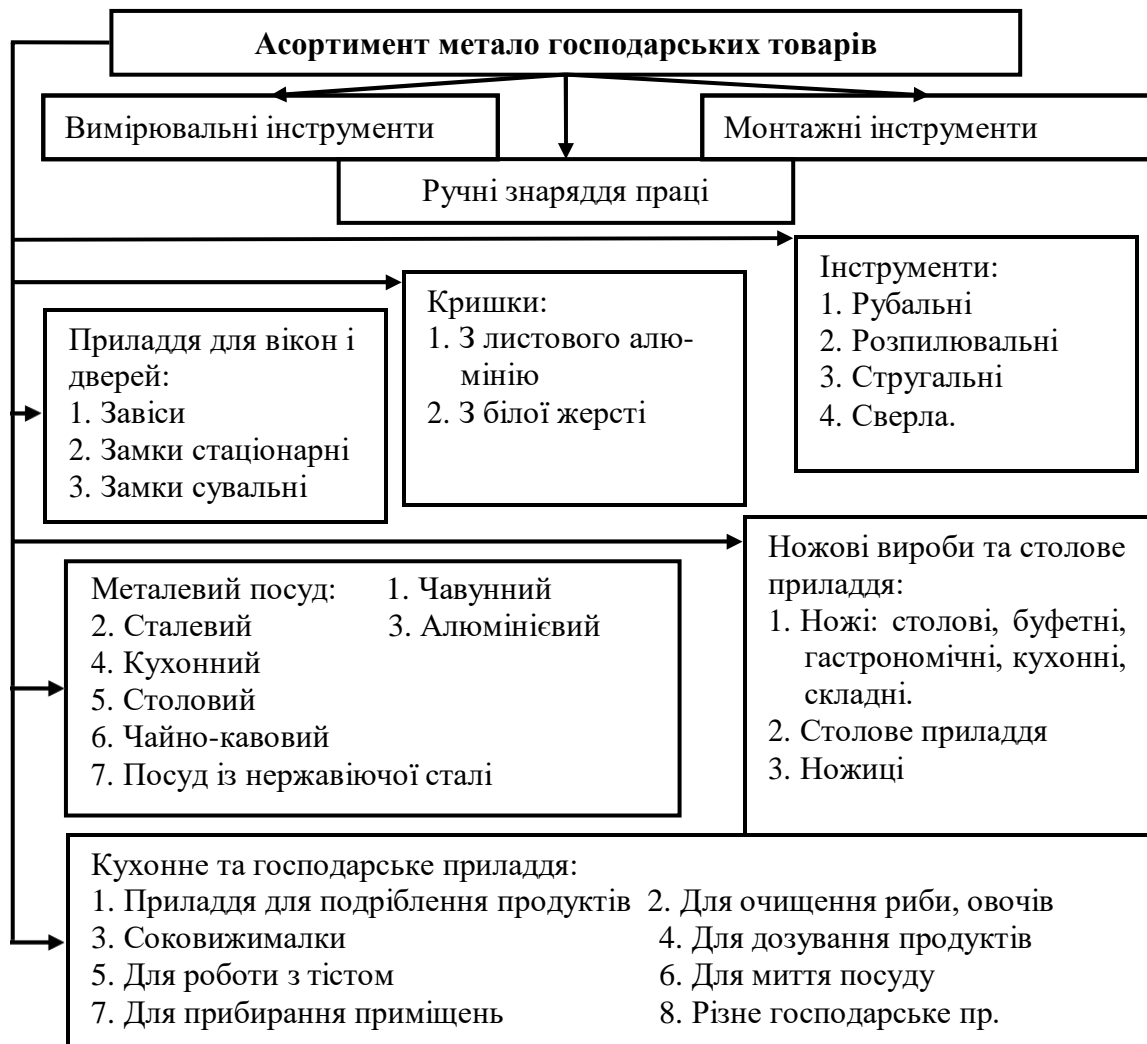 Асортимент метало господарських товарів
Вимірювальні інструменти
Монтажні інструменти
Ручні знаряддя праці
Інструменти:
1. Рубальні
2. Розпилювальні
3. Стругальні
4. Сверла.
Кришки:
1. З листового алю-
мінію
2. З білої жерсті
Приладдя для вікон і
дверей:
1. Завіси
2. Замки стаціонарні
3. Замки сувальні
Ножові вироби та столове
приладдя:
1. Ножі: столові, буфетні,
гастрономічні, кухонні,
складні.
2. Столове приладдя
3. Ножиці
Металевий посуд: 1. Чавунний
2. Сталевий 3. Алюмінієвий
4. Кухонний
5. Столовий
6. Чайно-кавовий
7. Посуд із нержавіючої сталі
Кухонне та господарське приладдя:
1. Приладдя для подріблення продуктів 2. Для очищення риби, овочів
3. Соковижималки 4. Для дозування продуктів
5. Для роботи з тістом 6. Для миття посуду
7. Для прибирання приміщень 8. Різне господарське пр.